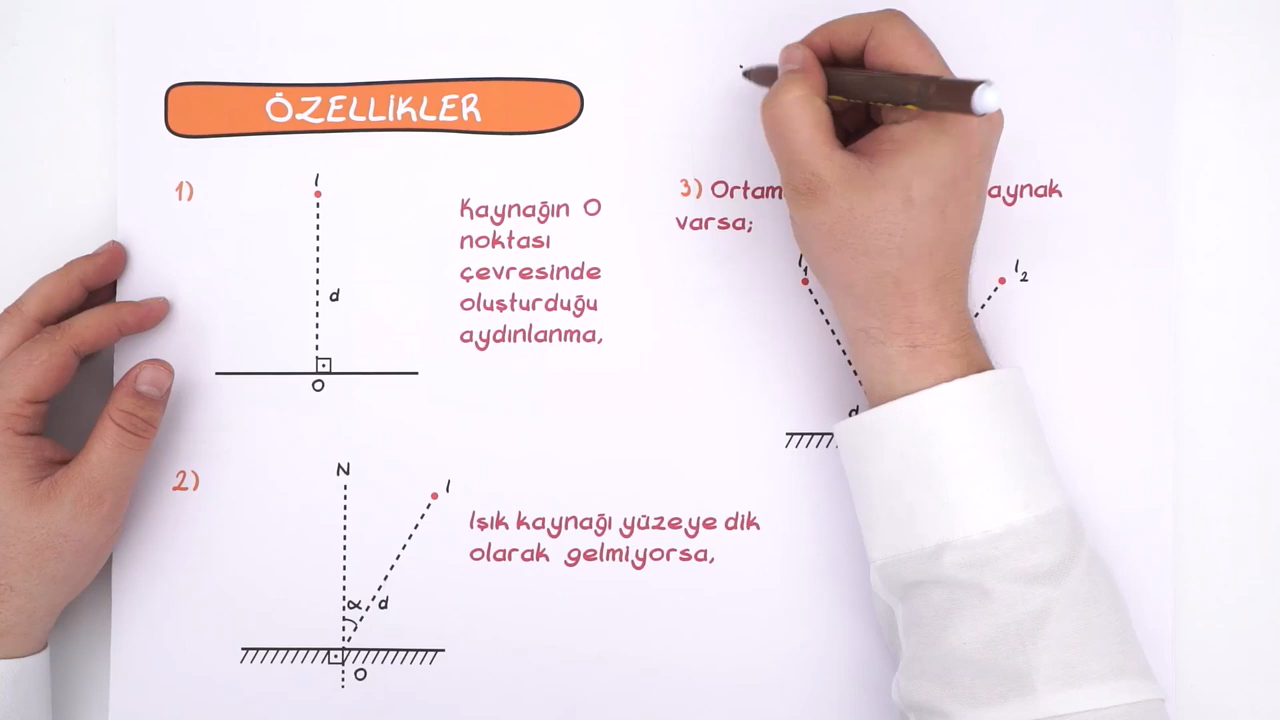 ÖZELLİKLER
1)
I
d
O
Kaynağın O
noktası
çevresinde
oluşturduğu
aydınlanma,
2)
N
I
α
d
O
Işık kaynağı yüzeye dik
olarak gelmiyorsa,
3) Ortam
varsa;
I₁
I₂
d